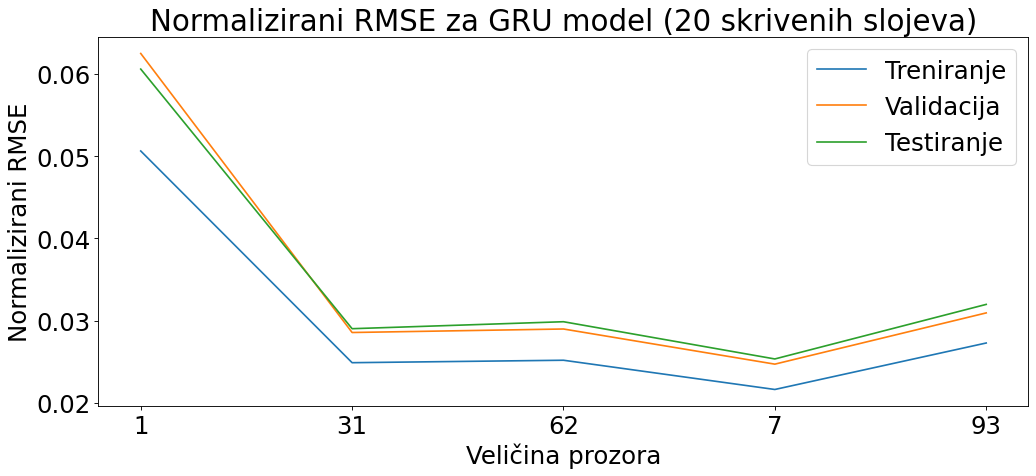 Normalizirani RMSE za GRU model (20 skrivenih slojeva)
Normalizirani RMSE
0.06
0.05
0.04
0.03
0.02
Treniranje
Validacija
Testiranje
1 31 62 7 93
Veličina prozora